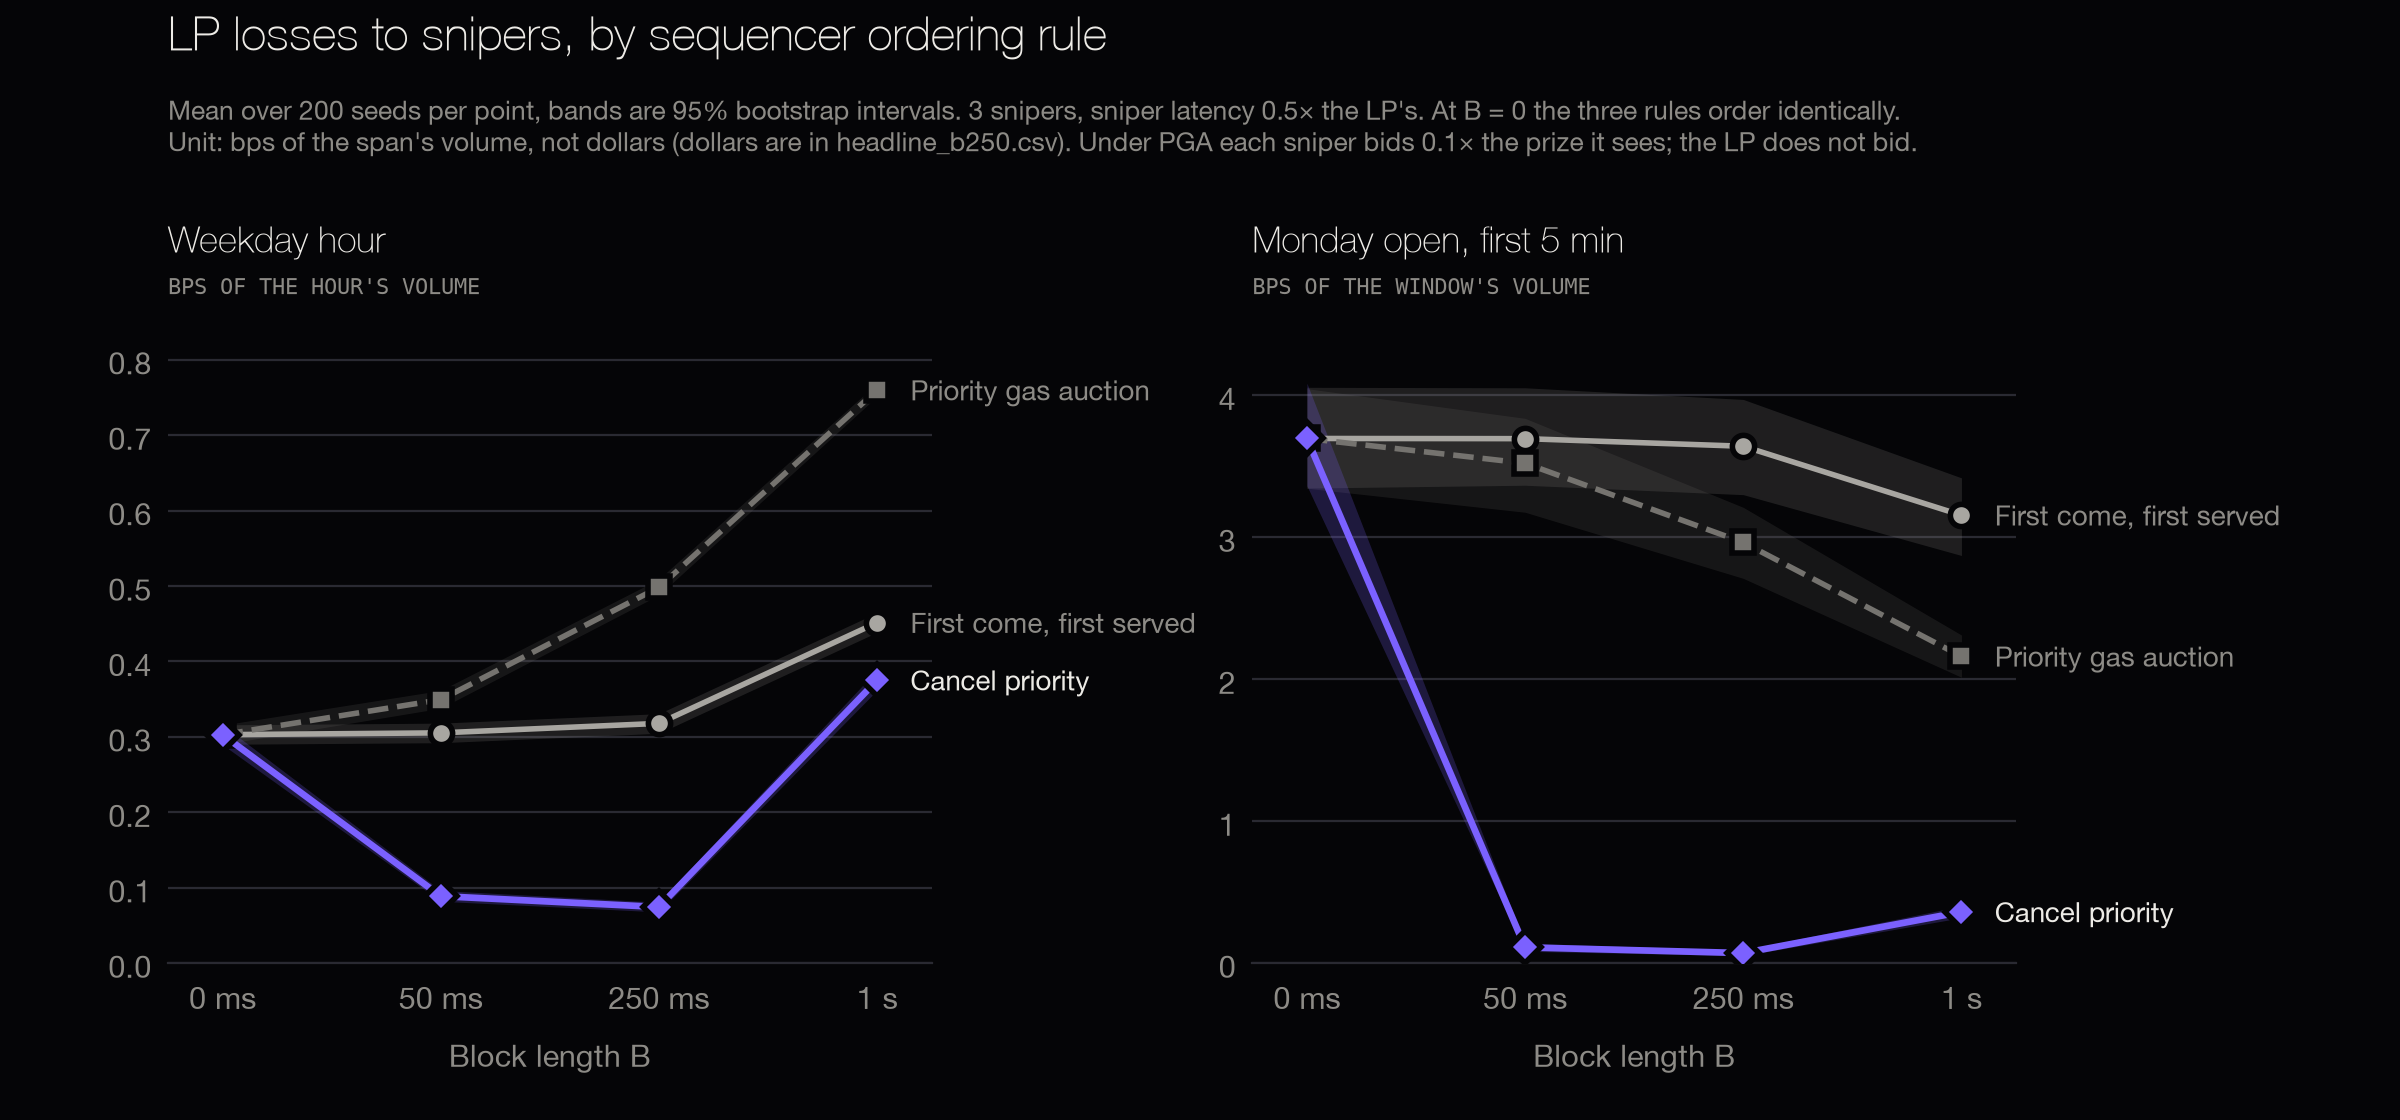 LP losses to snipers, by sequencer ordering rule
Mean over 200 seeds per point, bands are 95% bootstrap intervals. 3 snipers, sniper latency 0.5× the LP's. At B = 0 the three rules order identically.
Unit: bps of the span's volume, not dollars (dollars are in headline_b250.csv). Under PGA each sniper bids 0.1× the prize it sees; the LP does not bid.
Weekday hour
BPS OF THE HOUR'S VOLUME
0.8
0.7
0.6
0.5
0.4
0.3
0.2
0.1
0.0
Priority gas auction
First come, first served
Cancel priority
0 ms
50 ms
250 ms
1 s
Block length B
Monday open, first 5 min
BPS OF THE WINDOW'S VOLUME
4
3
2
1
0
First come, first served
Priority gas auction
Cancel priority
0 ms
50 ms
250 ms
1 s
Block length B